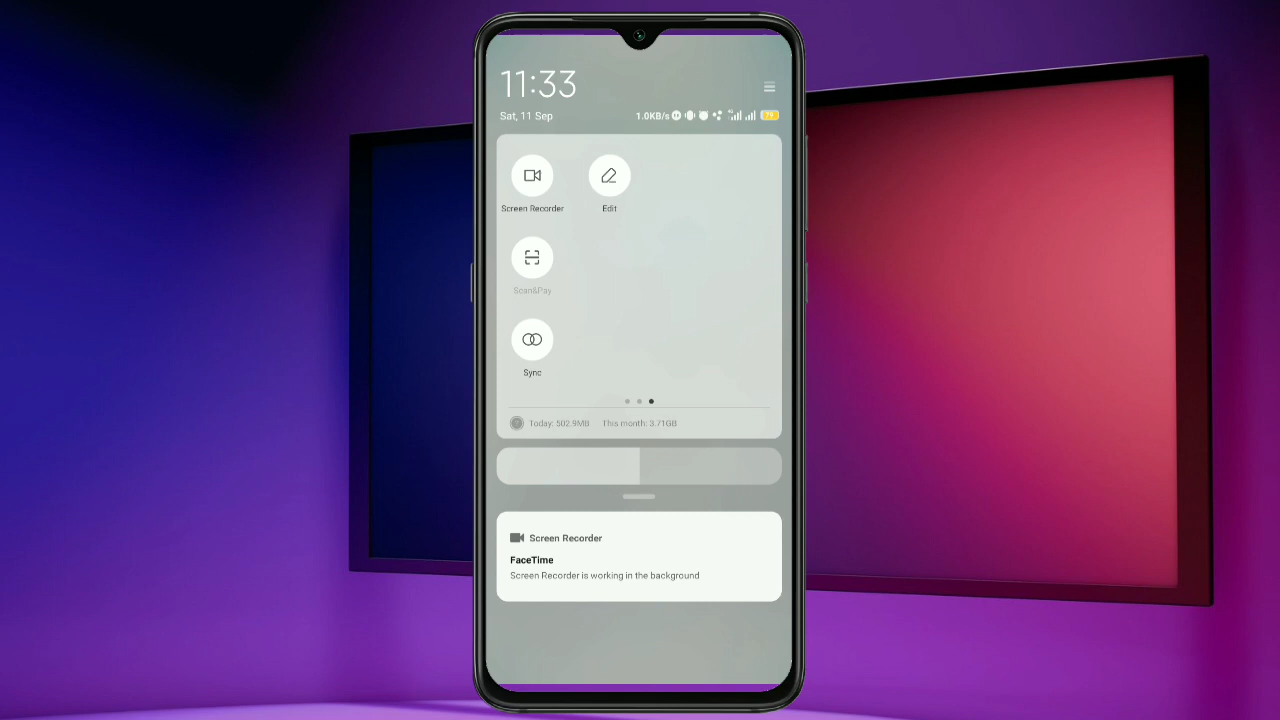 11:33
Sat, 11 Sep
1.0KB/s
Screen Recorder
Edit
Scan&Pay
Sync
Today: 502.9MB This month: 3.71GB
Screen Recorder
FaceTime
Screen Recorder is working in the background